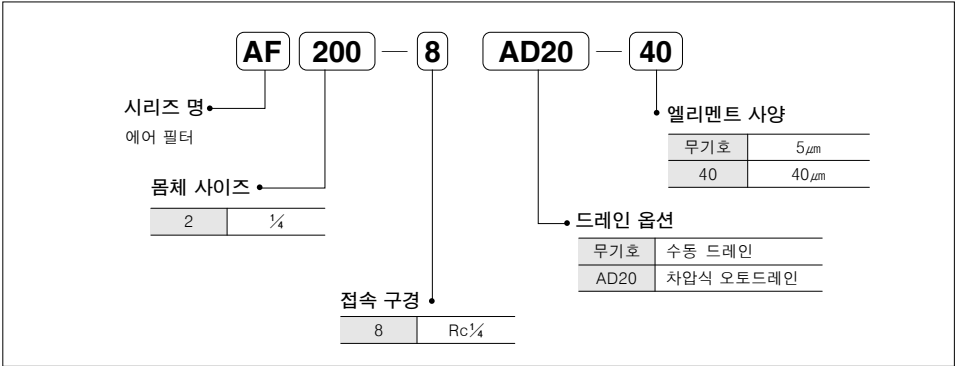 AF 200 — 8 AD20 — 40
시리즈 명
에어 필터
몸체 사이즈
2 ¼
접속 구경
8 Rc¼
엘리멘트 사양
무기호 5㎛
40 40㎛
드레인 옵션
무기호 수동 드레인
AD20 차압식 오토드레인